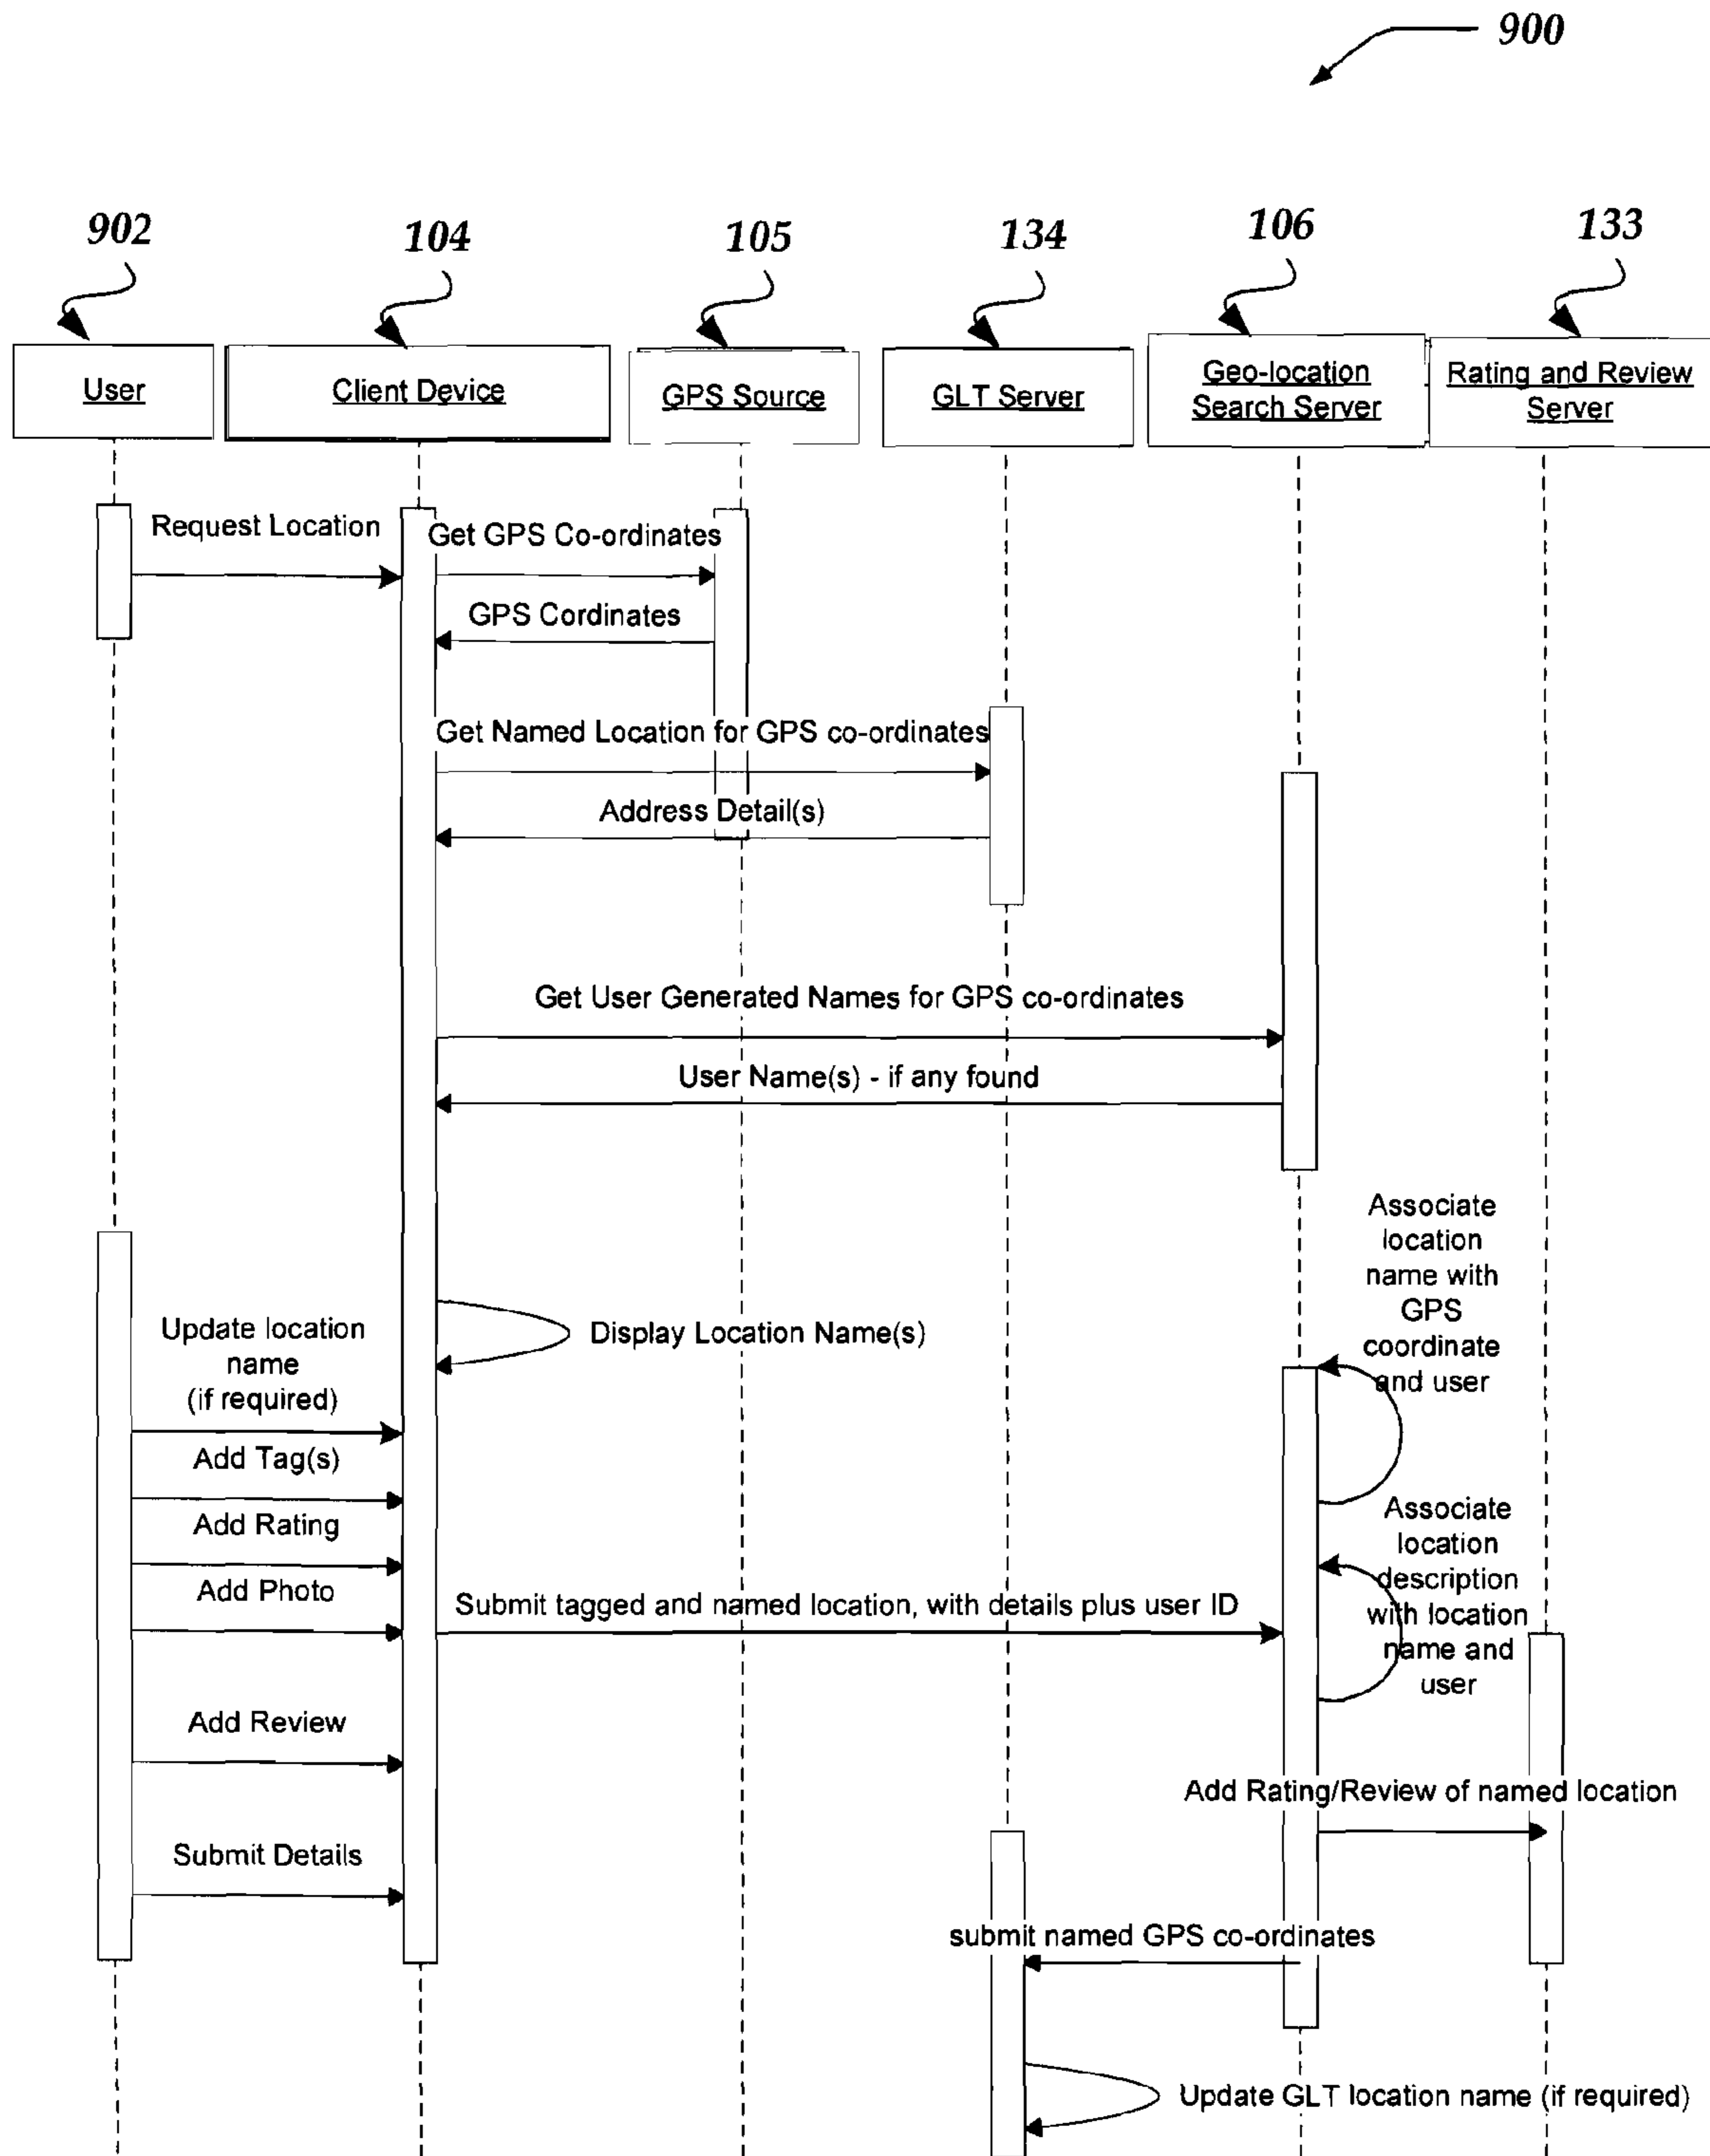 900
902
104
105
134
106
133
User
Client Device
GPS Source
GLT Server
Geo-location
Search Server
Rating and Review
Server
Request Location
Get GPS Co-ordinates
GPS Cordinates
Get Named Location for GPS co-ordinates
Address Detail(s)
Get User Generated Names for GPS co-ordinates
User Name(s) - if any found
Associate
location
name with
GPS
coordinate
and user
Display Location Name(s)
Update location
name
(if required)
Add Tag(s)
Add Rating
Add Photo
Associate
location
description
with location
name and
user
Submit tagged and named location, with details plus user ID
Add Review
Add Rating/Review of named location
Submit Details
submit named GPS co-ordinates
Update GLT location name (if required)